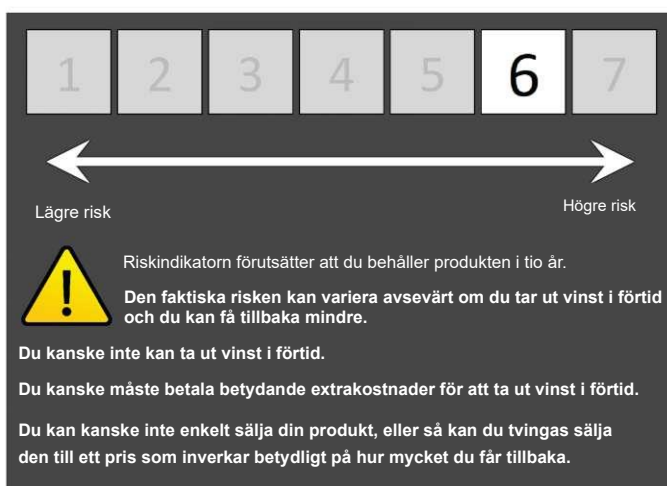 1 2 3 4 5 6 7
Lägre risk
Högre risk
Riskindikatorn förutsätter att du behåller produkten i tio år.
Den faktiska risken kan variera avsevärt om du tar ut vinst i förtid
och du kan få tillbaka mindre.
Du kanske inte kan ta ut vinst i förtid.
Du kanske måste betala betydande extrakostnader för att ta ut vinst i förtid.
Du kan kanske inte enkelt sälja din produkt, eller så kan du tvingas sälja
den till ett pris som inverkar betydligt på hur mycket du får tillbaka.